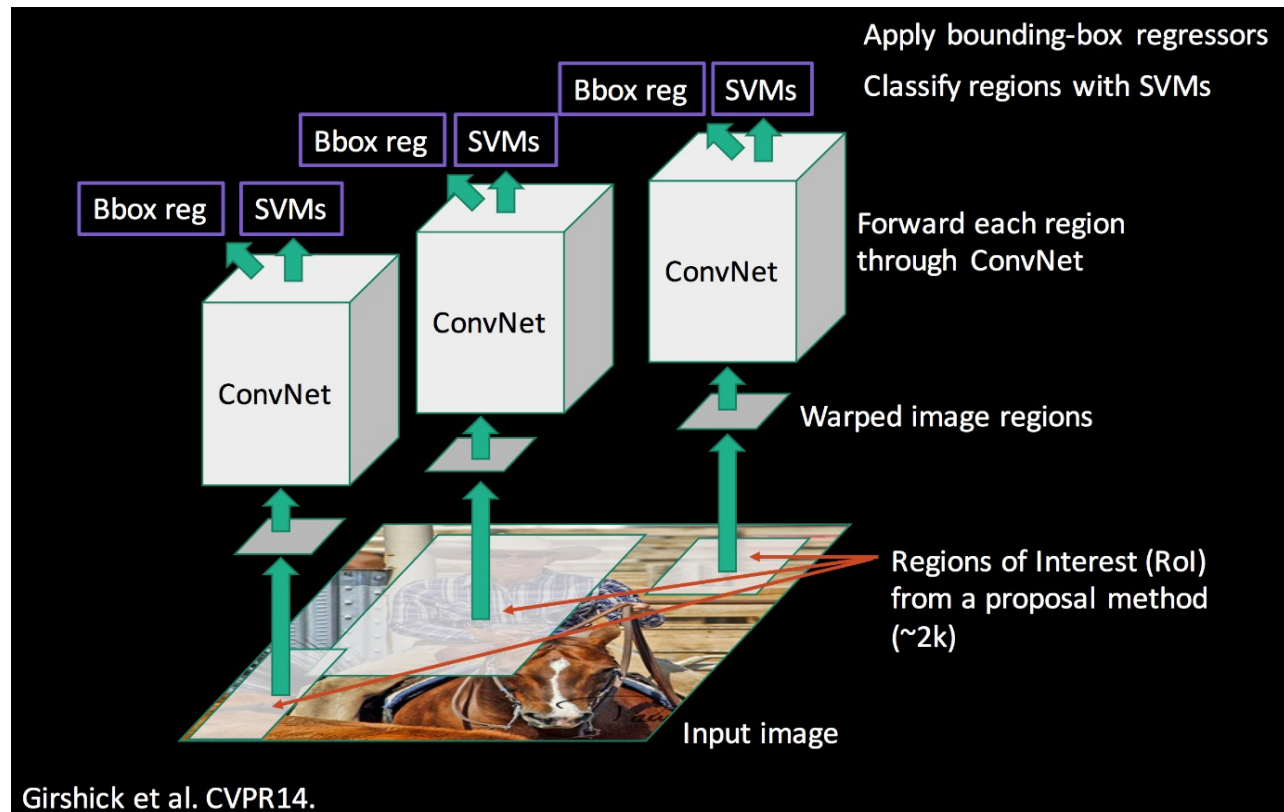 Apply bounding-box regressors
Bbox reg SVMs
Classify regions with SVMs
Bbox reg SVMs
Bbox reg SVMs
Forward each region
through ConvNet
ConvNet
ConvNet
ConvNet
Warped image regions
Regions of Interest (RoI)
from a proposal method
(~2k)
Input image
Girshick et al. CVPR14.